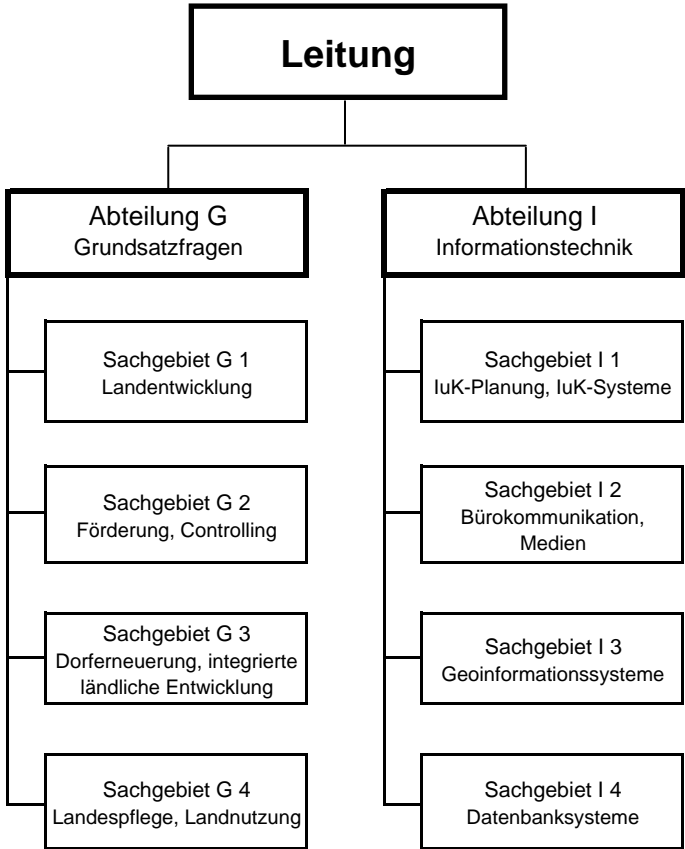 Leitung
Abteilung G
Grundsatzfragen
Sachgebiet G 1
Landentwicklung
Sachgebiet G 2
Förderung, Controlling
Sachgebiet G 3
Dorferneuerung, integrierte
ländliche Entwicklung
Sachgebiet G 4
Landespflege, Landnutzung
Abteilung I
Informationstechnik
Sachgebiet I 1
IuK-Planung, IuK-Systeme
Sachgebiet I 2
Bürokommunikation,
Medien
Sachgebiet I 3
Geoinformationssysteme
Sachgebiet I 4
Datenbanksysteme